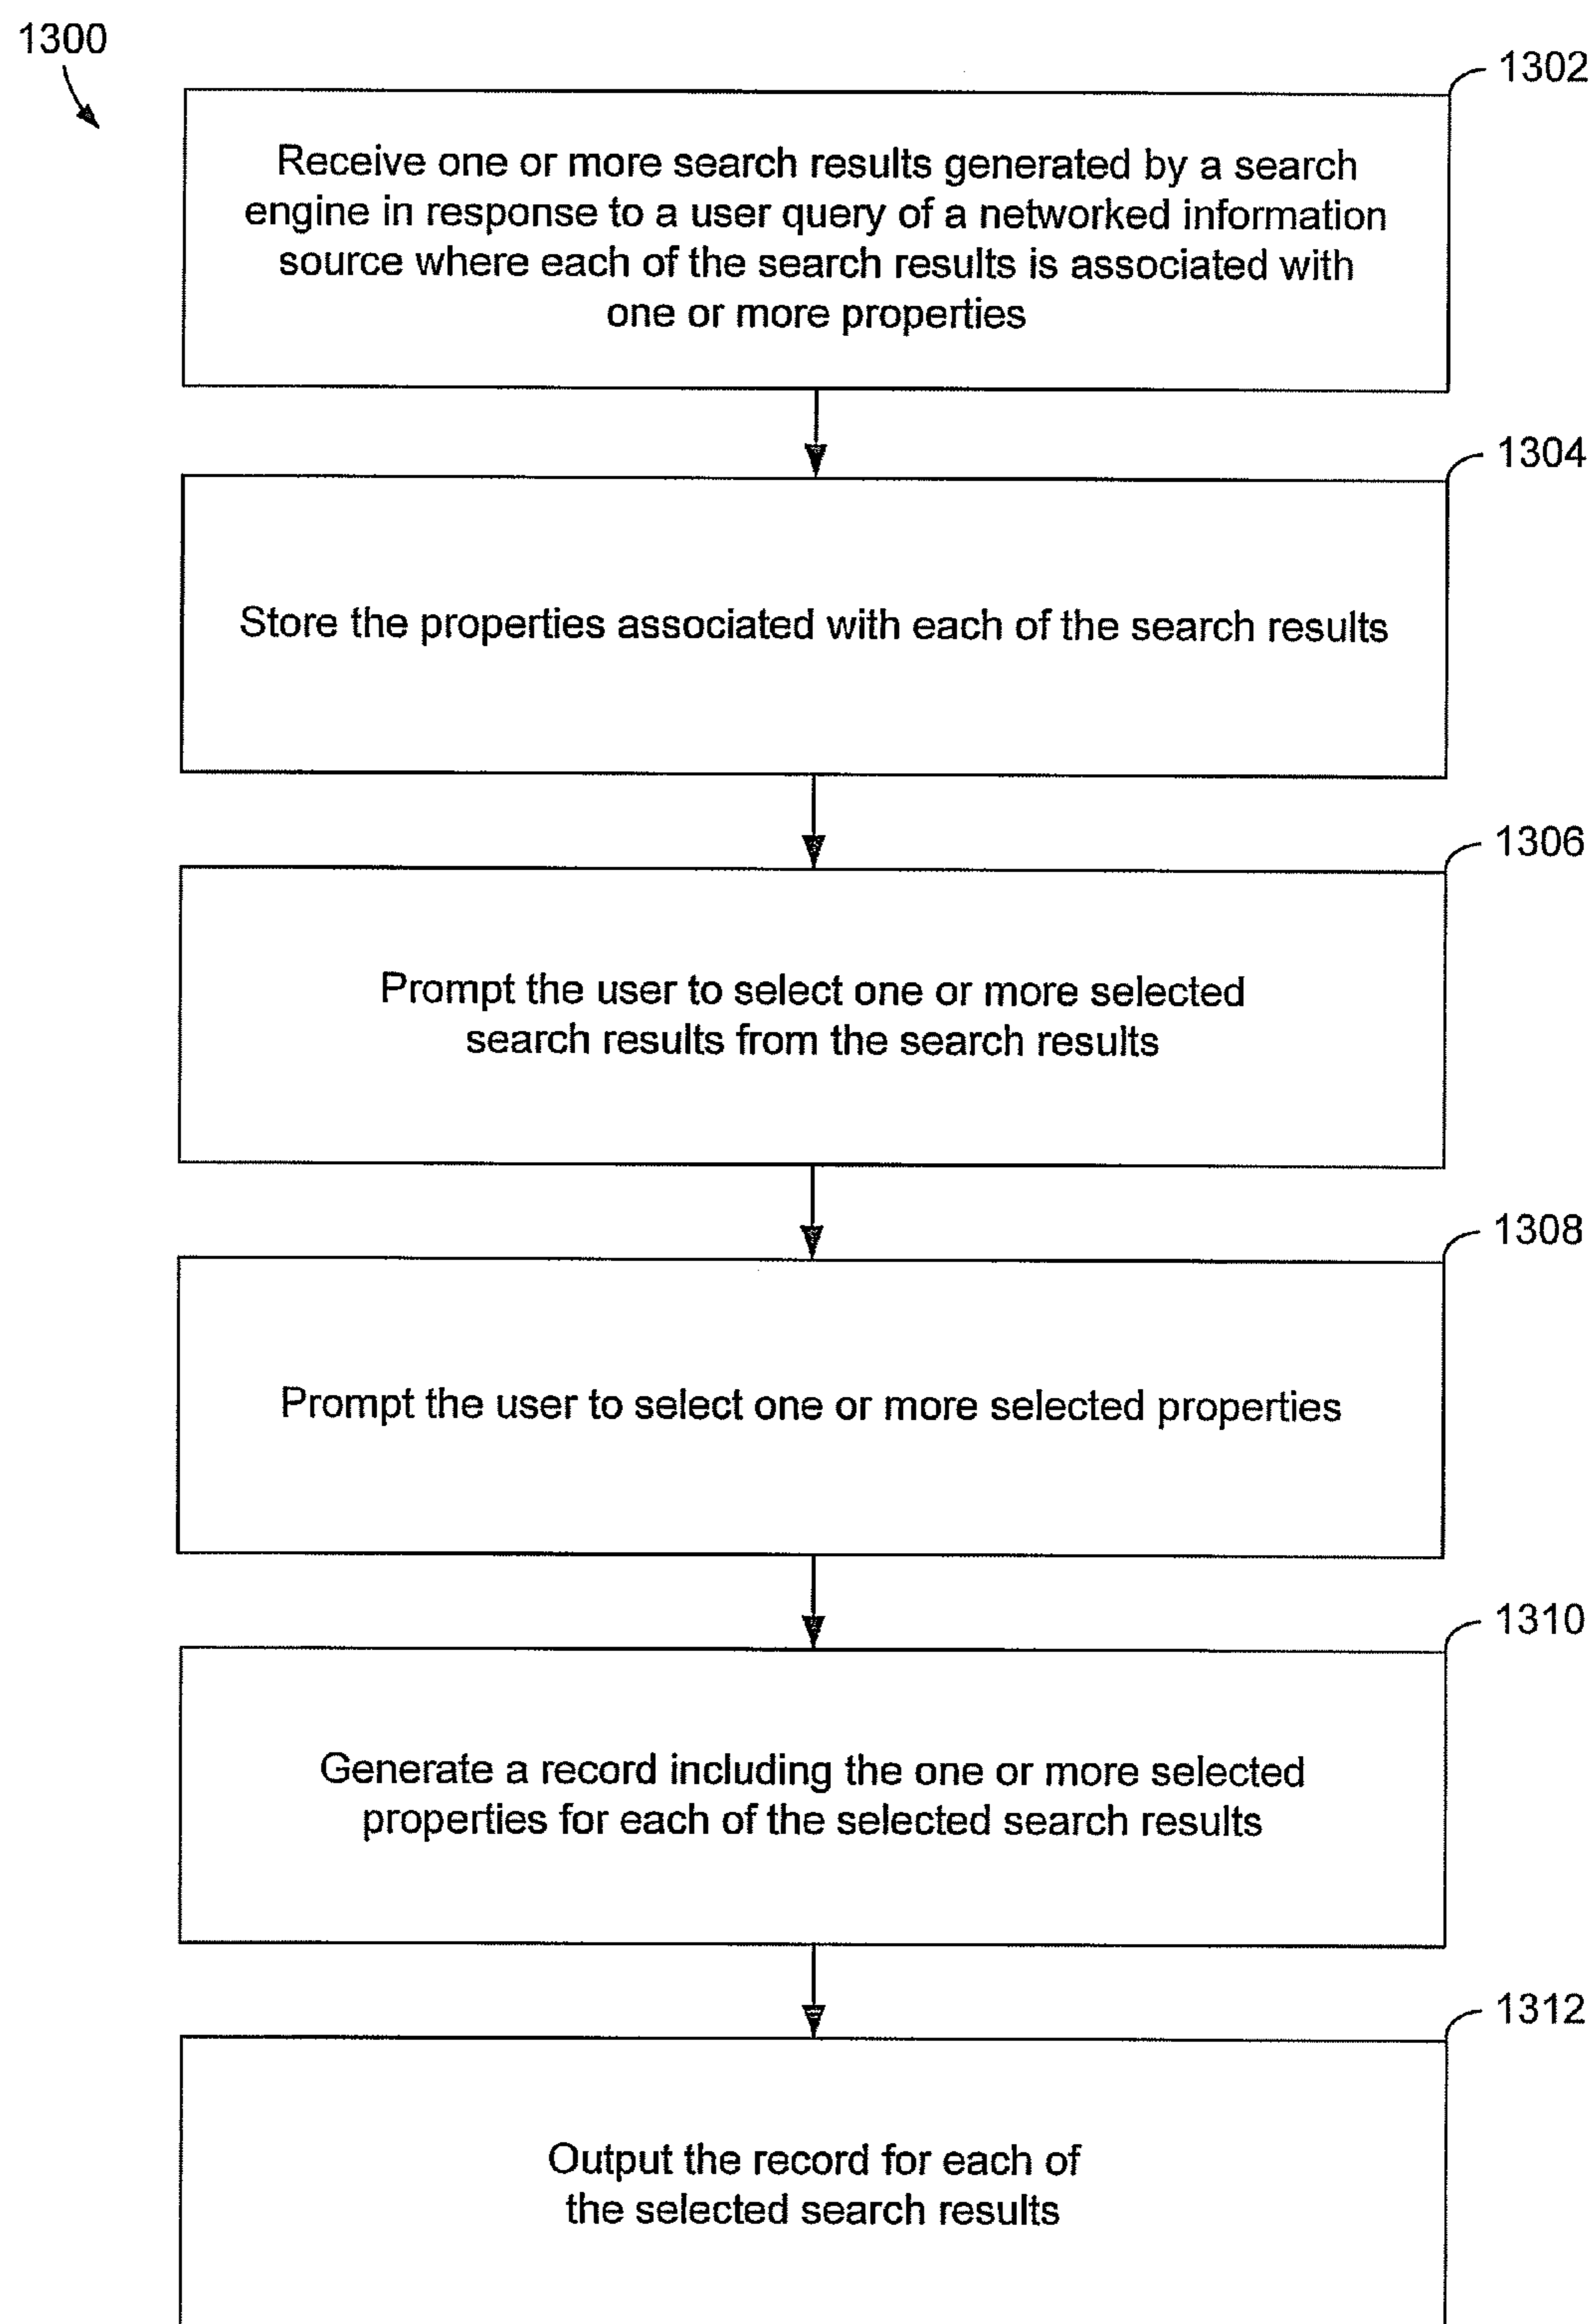 1300
1302
Receive one or more search results generated by a search
engine in response to a user query of a networked information
source where each of the search results is associated with
one or more properties
1304
Store the properties associated with each of the search results
1306
Prompt the user to select one or more selected
search results from the search results
1308
Prompt the user to select one or more selected properties
1310
Generate a record including the one or more selected
properties for each of the selected search results
1312
Output the record for each of
the selected search results